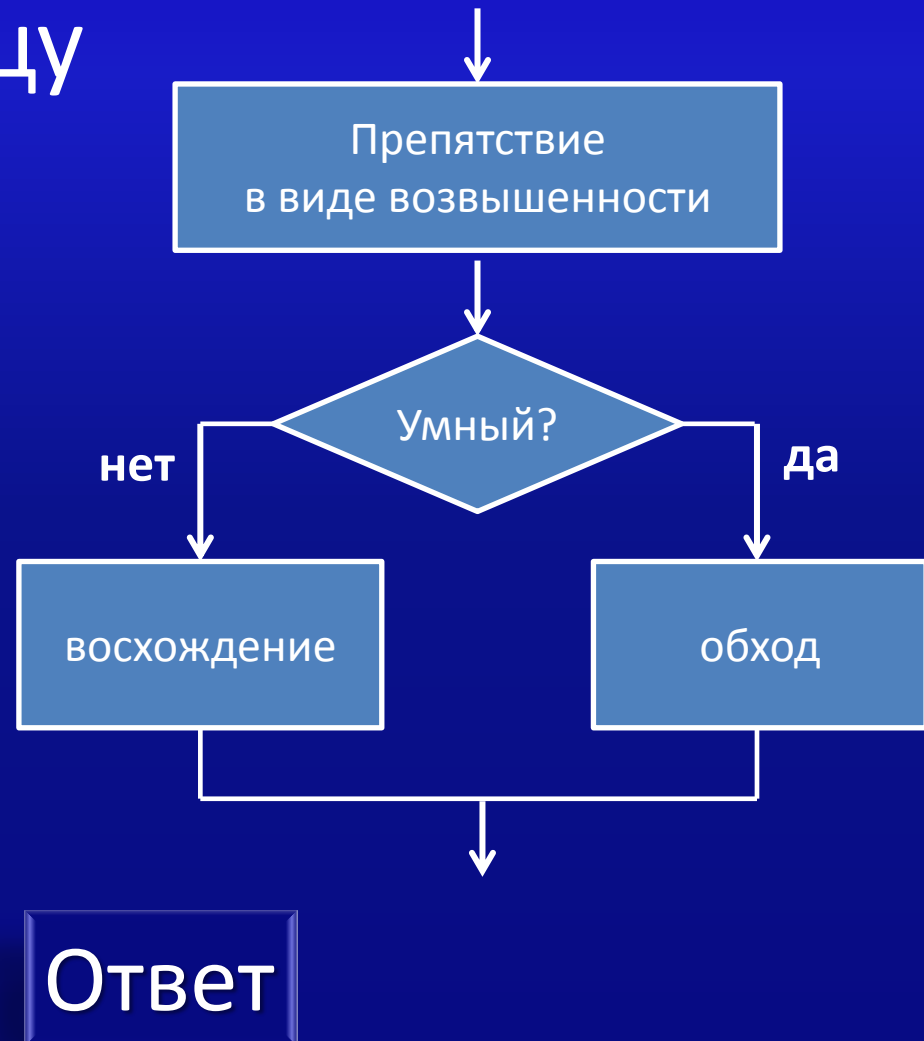 цу
Препятствие
в виде возвышенности
Умный?
нет
да
восхождение
обход
Ответ